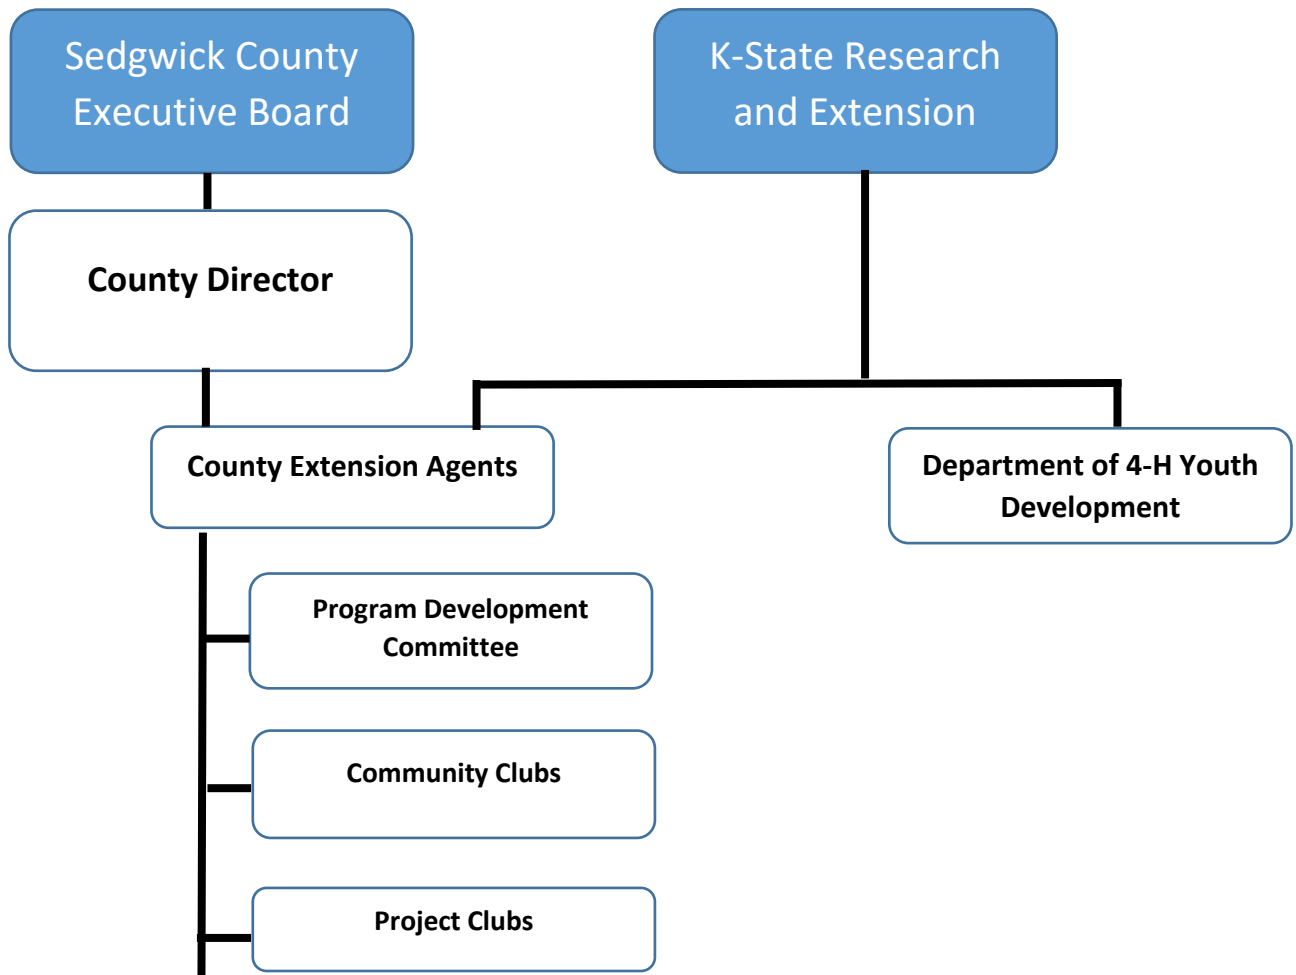 Sedgwick County
Executive Board
K-State Research
and Extension
County Director
County Extension Agents
Department of 4-H Youth
Development
Program Development
Committee
Community Clubs
Project Clubs